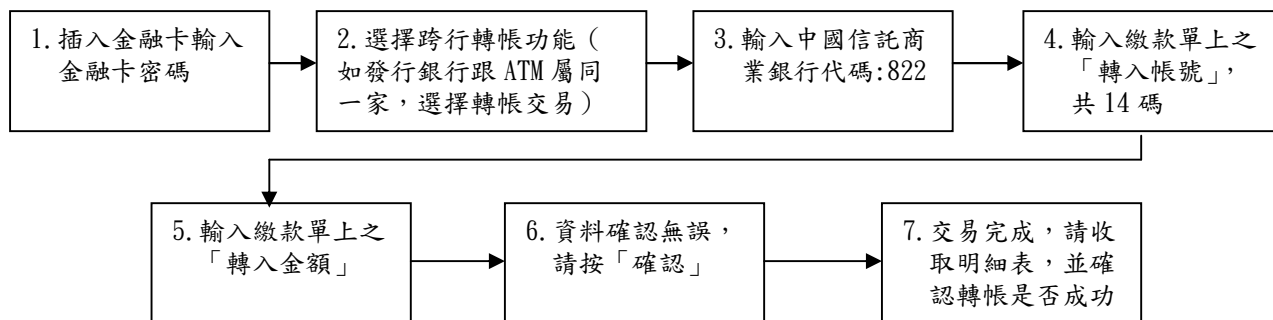 1.插入金融卡輸入
金融卡密碼
2.選擇跨行轉帳功能（
如發行銀行跟 ATM 屬同
一家，選擇轉帳交易）
3.輸入中國信託商
業銀行代碼:822
4.輸入繳款單上之
「轉入帳號」，
共 14 碼
5.輸入繳款單上之
「轉入金額」
6.資料確認無誤，
請按「確認」
7.交易完成，請收
取明細表，並確
認轉帳是否成功